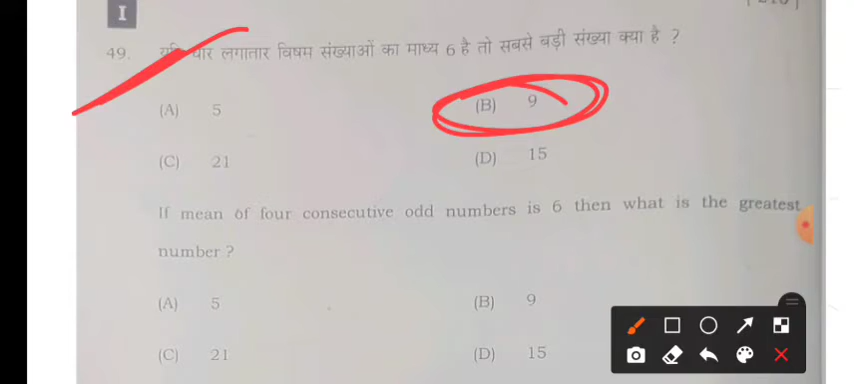 I
49. यदि चार लगातार विषम संख्याओं का माध्य 6 है तो सबसे बड़ी संख्या क्या है ?
(A) 5 (B) 9
(C) 21 (D) 15
If mean of four consecutive odd numbers is 6 then what is the greatest
number ?
(A) 5 (B) 9
(C) 21 (D) 15